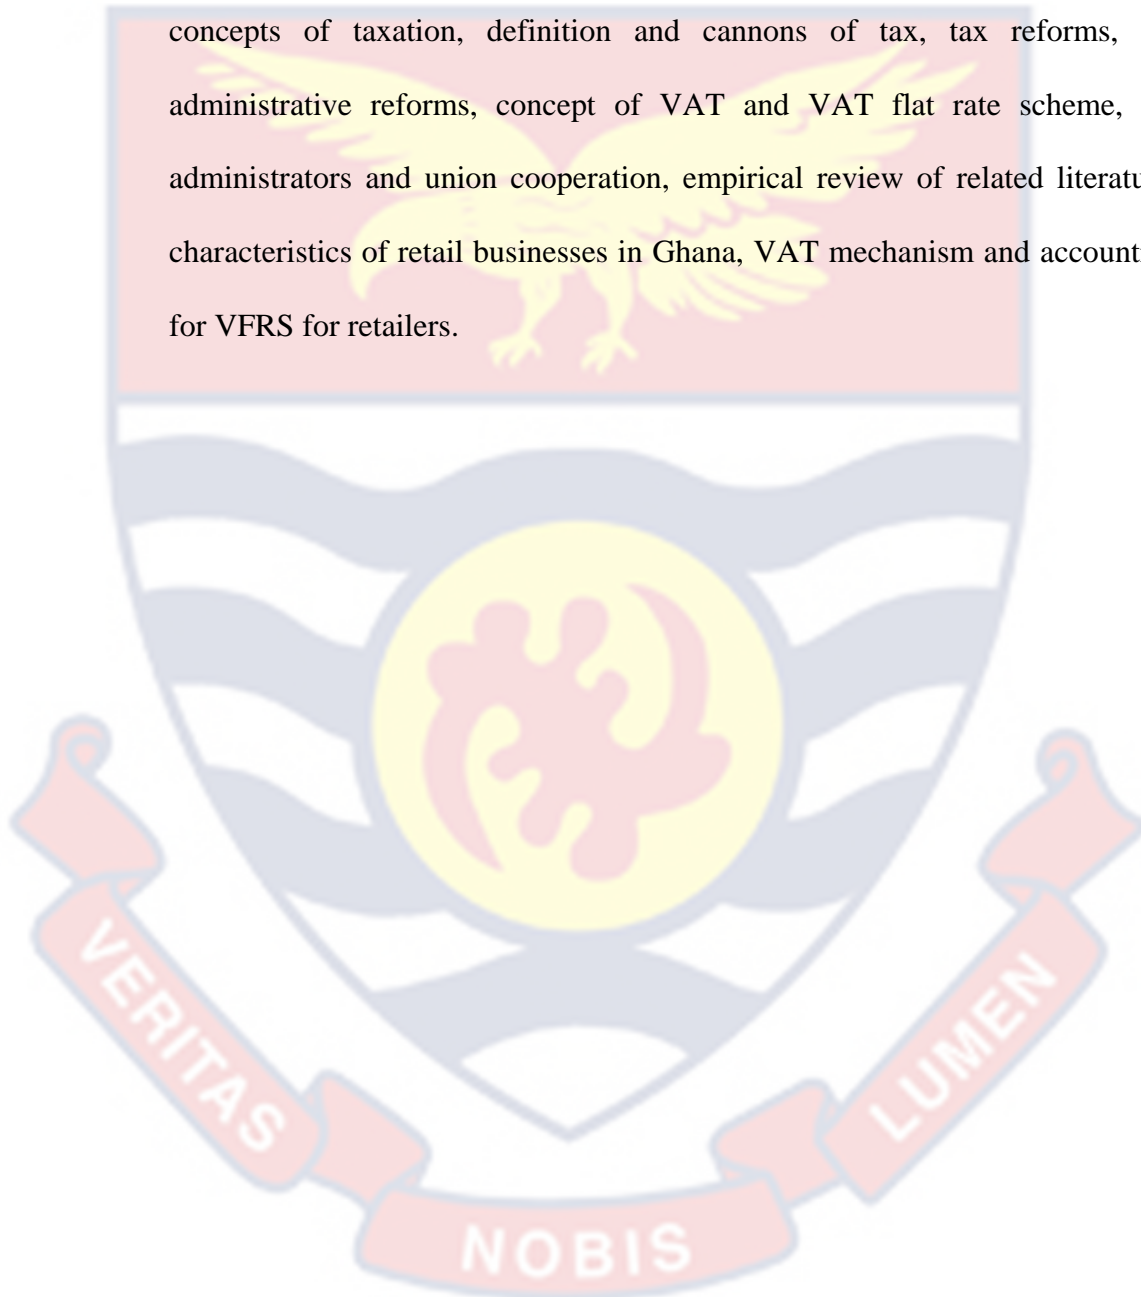 concepts of taxation, definition and cannons of tax, tax reforms,
administrative reforms, concept of VAT and VAT flat rate scheme,
administrators and union cooperation, empirical review of related
characteristics of retail businesses in Ghana, VAT mechanism and
for VFRS for retailers.
VERITAS
NOBIS
LUMEN